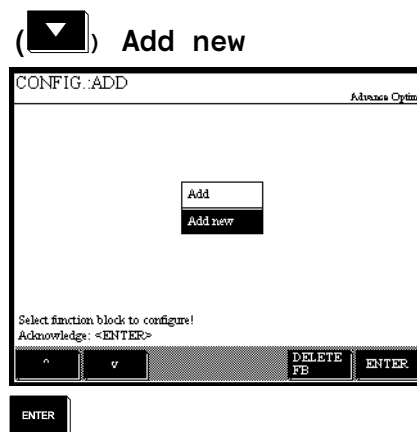 (▼) Add new
CONFIG.:ADD
Advance Optim
Add
Add new
Select function block to configure!
Acknowledge: <ENTER>
^ v DELETE FB ENTER
ENTER